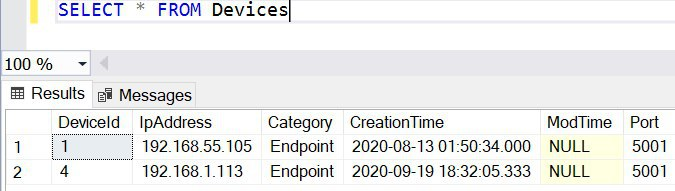 SELECT * FROM Devices
100 %
Results Messages
DeviceId IpAddress Category CreationTime ModTime Port
1 1 192.168.55.105 Endpoint 2020-08-13 01:50:34.000 NULL 5001
2 4 192.168.1.113 Endpoint 2020-09-19 18:32:05.333 NULL 5001